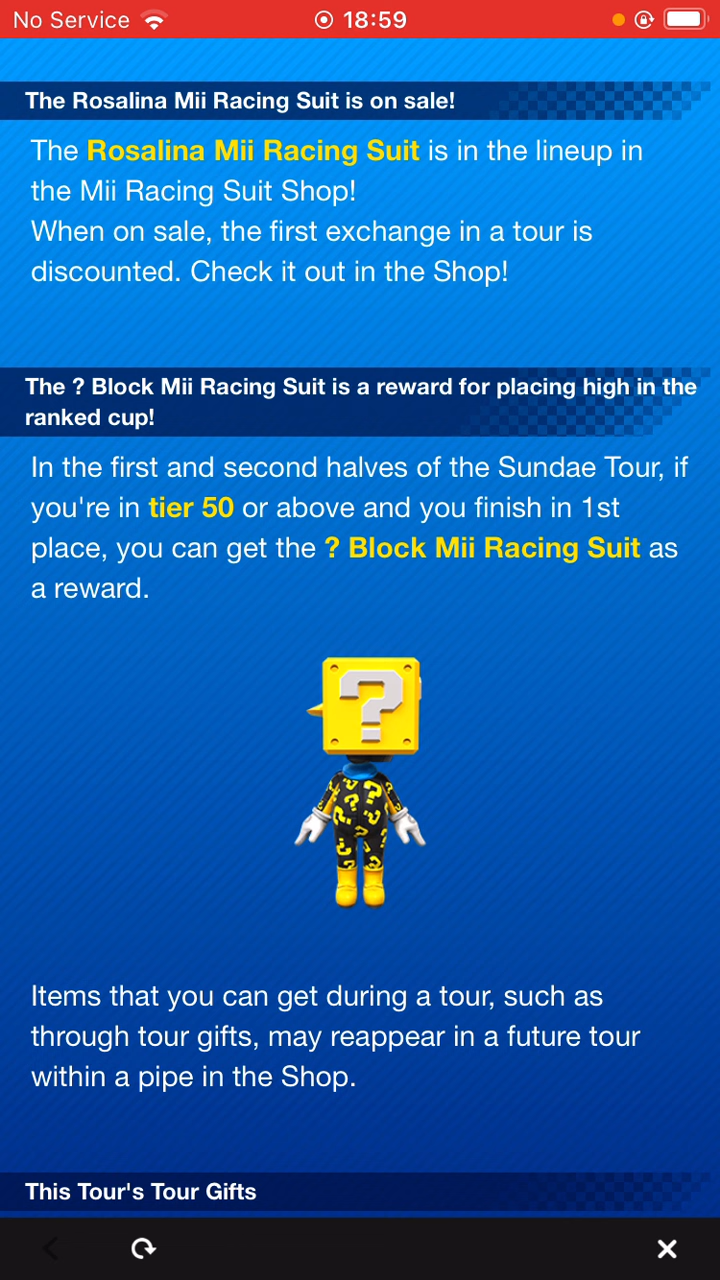 No Service 18:59
The Rosalina Mii Racing Suit is on sale!
The Rosalina Mii Racing Suit is in the lineup in
the Mii Racing Suit Shop!
When on sale, the first exchange in a tour is
discounted. Check it out in the Shop!
The ? Block Mii Racing Suit is a reward for placing high in the
ranked cup!
In the first and second halves of the Sundae Tour, if
you're in tier 50 or above and you finish in 1st
place, you can get the ? Block Mii Racing Suit as
a reward.
?
Items that you can get during a tour, such as
through tour gifts, may reappear in a future tour
within a pipe in the Shop.
This Tour's Tour Gifts